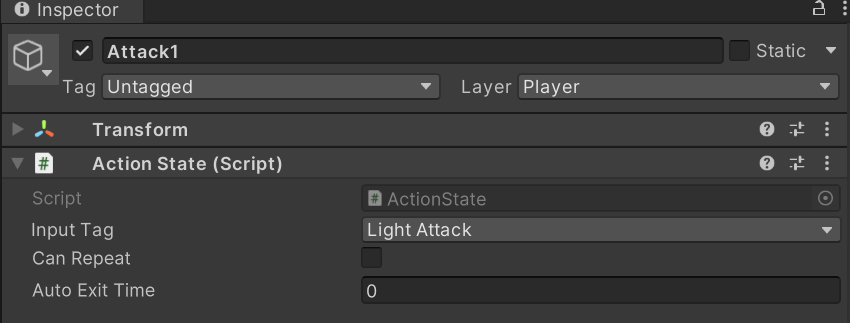 Inspector
Attack1 Static
Tag Untagged Layer Player
Transform
# Action State (Script)
Script # ActionState
Input Tag Light Attack
Can Repeat
Auto Exit Time 0